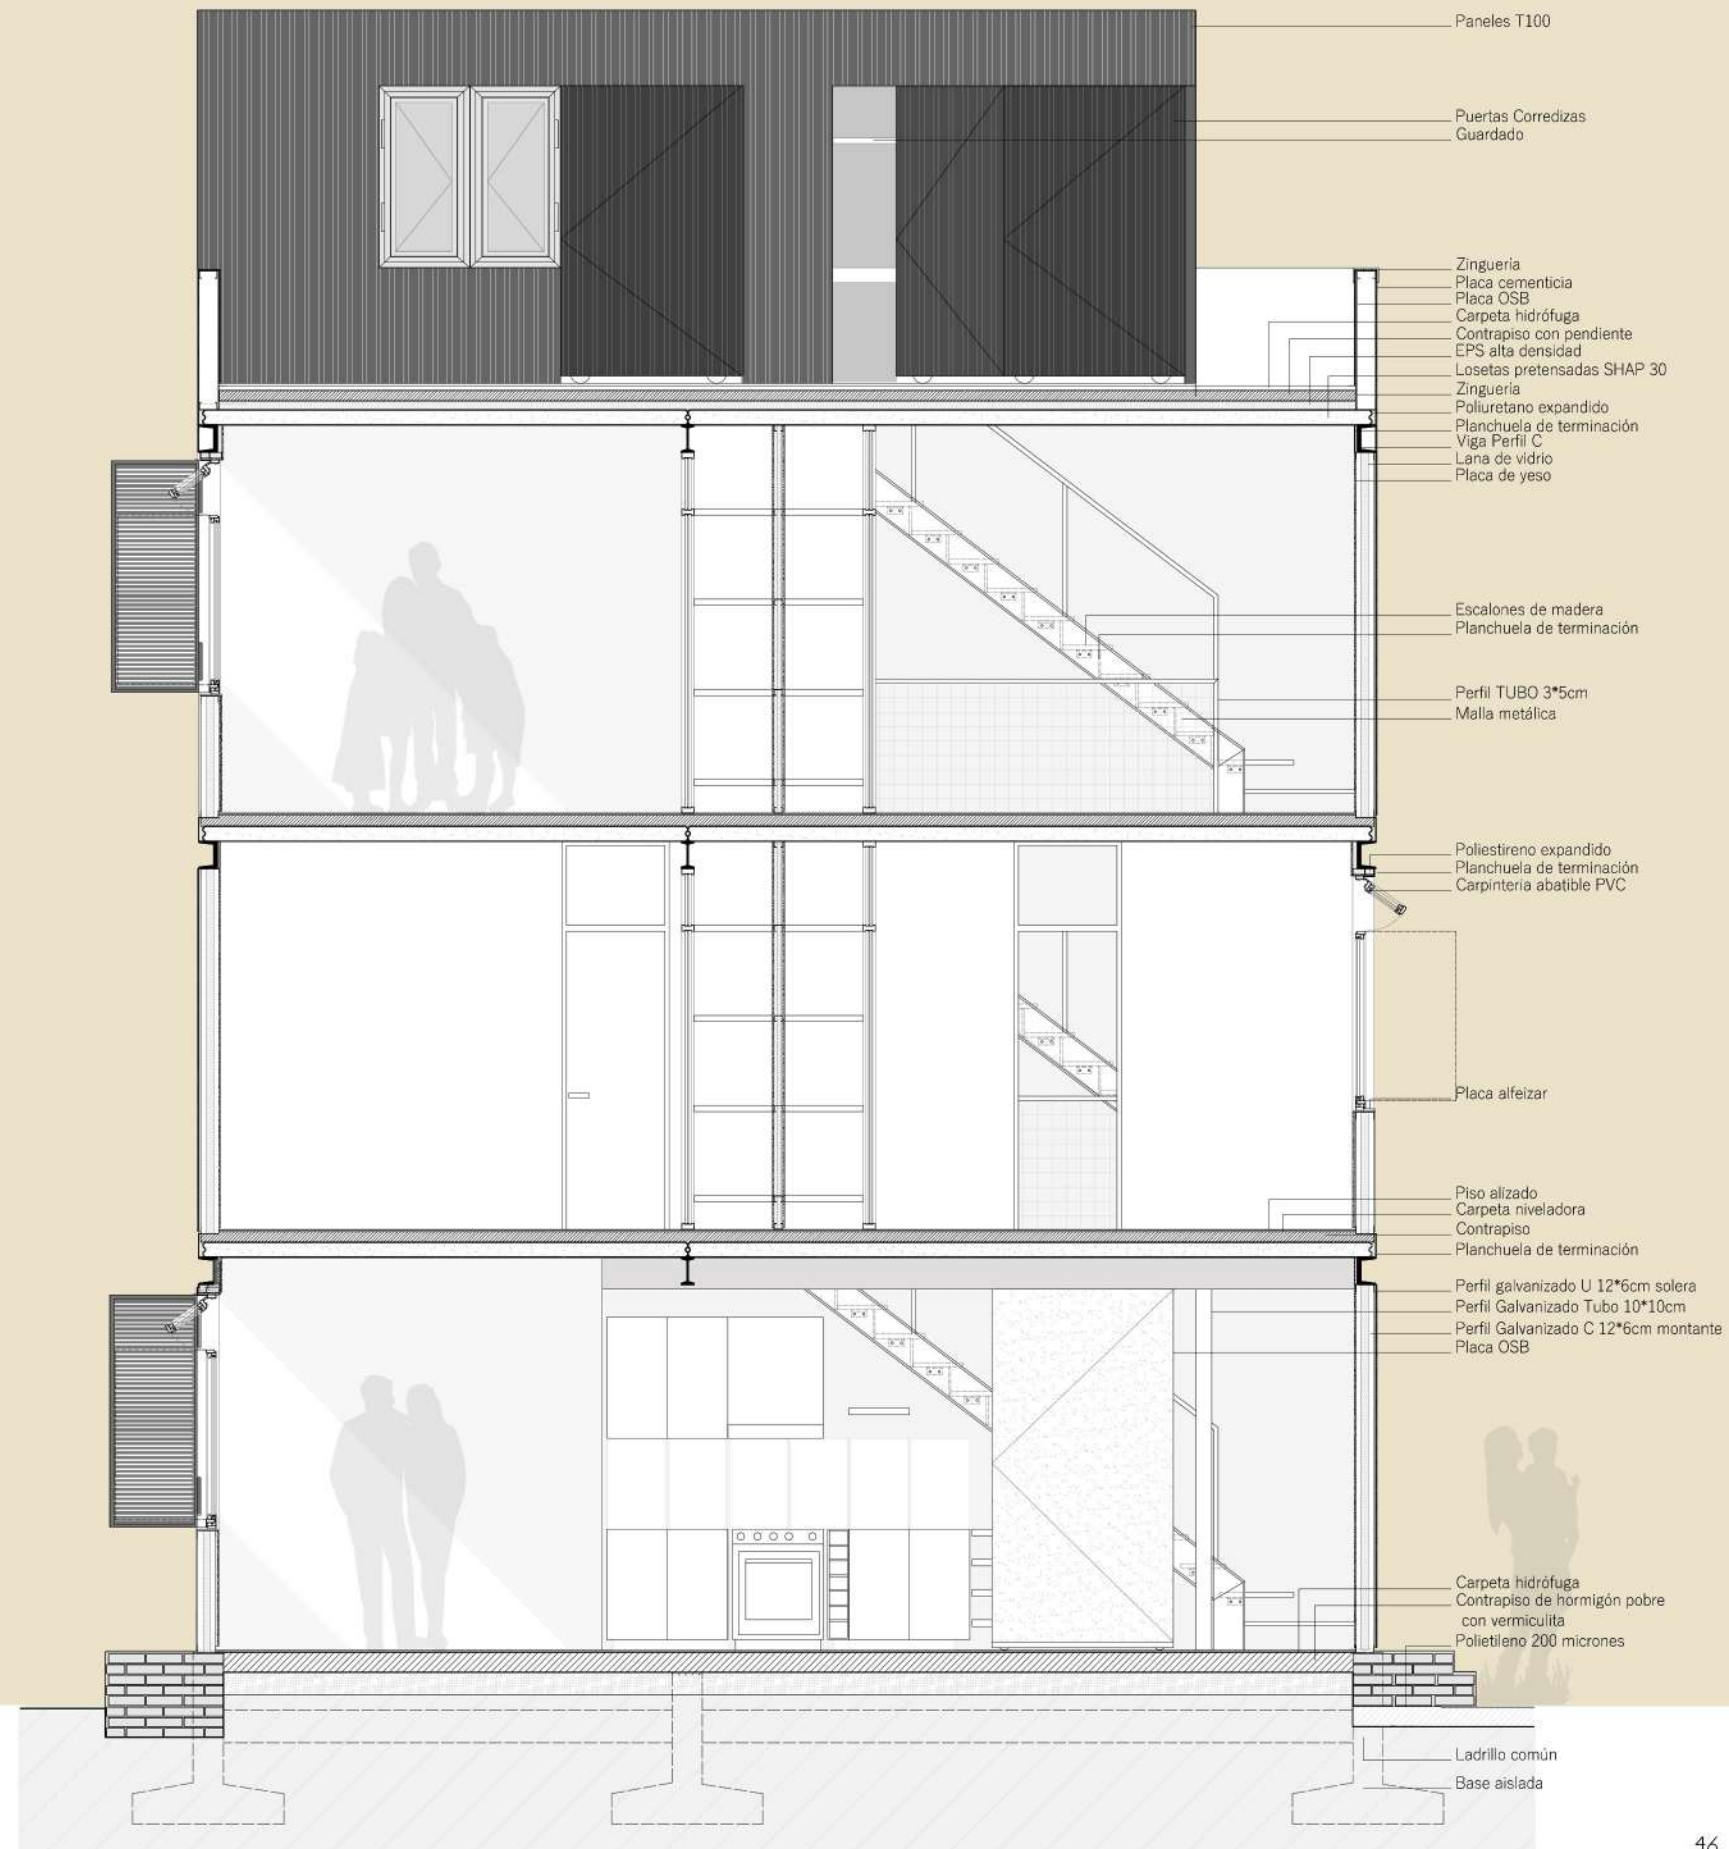 Paneles T100
Puertas Corredizas
Guardado
Zinguería
Placa cementicia
Placa OSB
Carpeta hidrófuga
Contrapiso con pendiente
EPS alta densidad
Losetas pretensadas SHAP 30
Zinguería
Poliuretano expandido
Planchuela de terminación
Viga Perfil C
Lana de vidrio
Placa de yeso
Escalones de madera
Planchuela de terminación
Perfil TUBO 3*5cm
Malla metálica
Poliestireno expandido
Planchuela de terminación
Carpintería abatible PVC
Placa alfeizar
Piso alizado
Carpeta niveladora
Contrapiso
Planchuela de terminación
Perfil galvanizado U 12*6cm solera
Perfil Galvanizado Tubo 10*10cm
Perfil Galvanizado C 12*6cm montante
Placa OSB
Carpeta hidrófuga
Contrapiso de hormigón pobre
con vermiculita
Polietileno 200 micrones
Ladrillo común
Base aislada
46